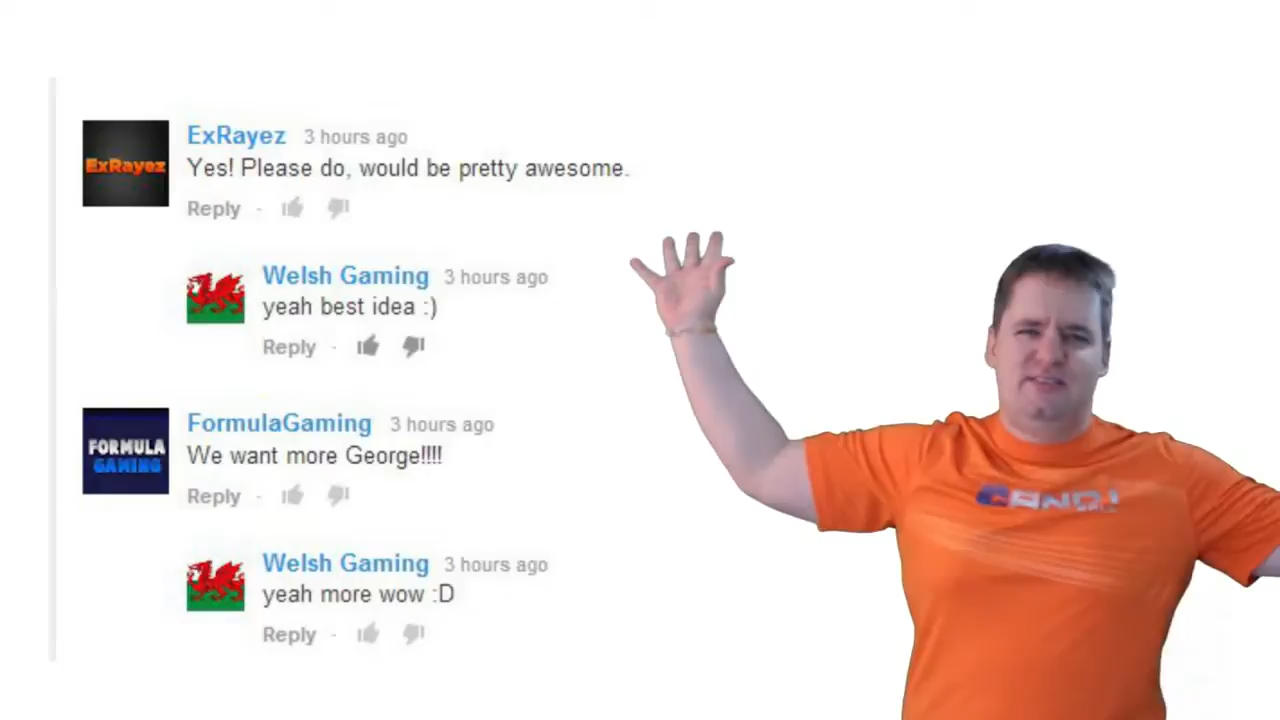 ExRayez 3 hours ago
ExRayez
Yes! Please do, would be pretty awesome.
Reply
Welsh Gaming 3 hours ago
yeah best idea :)
Reply
FormulaGaming 3 hours ago
FORMULA
GAMING
We want more George!!!!
Reply
Welsh Gaming 3 hours ago
yeah more wow :D
Reply